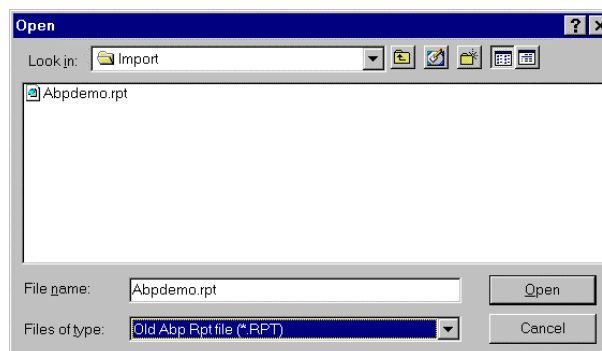 Open
Look in: Import
Abpdemo.rpt
File name: Abpdemo.rpt Open
Files of type: Old Abp Rpt file (*.RPT) Cancel